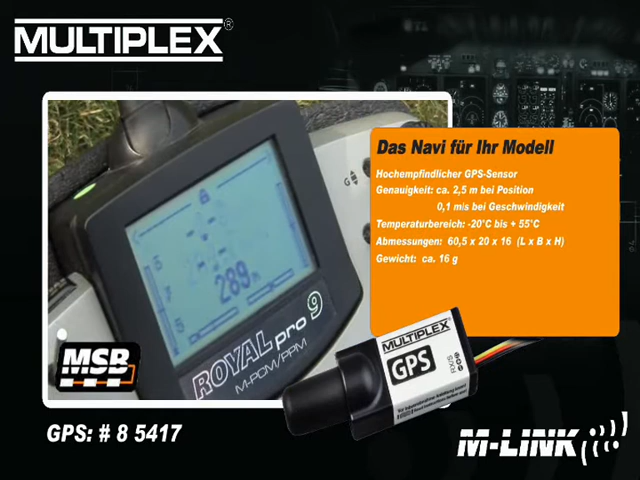 MULTIPLEX®
Das Navi für Ihr Modell
Hochempfindlicher GPS-Sensor
Genauigkeit: ca. 2,5 m bei Position
0,1 m/s bei Geschwindigkeit
Temperaturbereich: -20°C bis + 55°C
Abmessungen: 60,5 x 20 x 16 (L x B x H)
Gewicht: ca. 16 g
G
289
ROYAL pro 9
M-PCM/PPM
MULTIPLEX®
GPS
MSB
GPS: # 8 5417
M-LINK